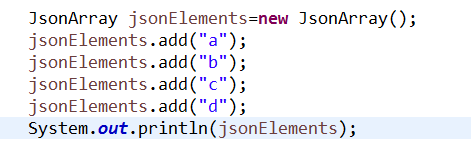 JsonArray jsonElements=new JsonArray();
jsonElements.add("a");
jsonElements.add("b");
jsonElements.add("c");
jsonElements.add("d");
System.out.println(jsonElements);